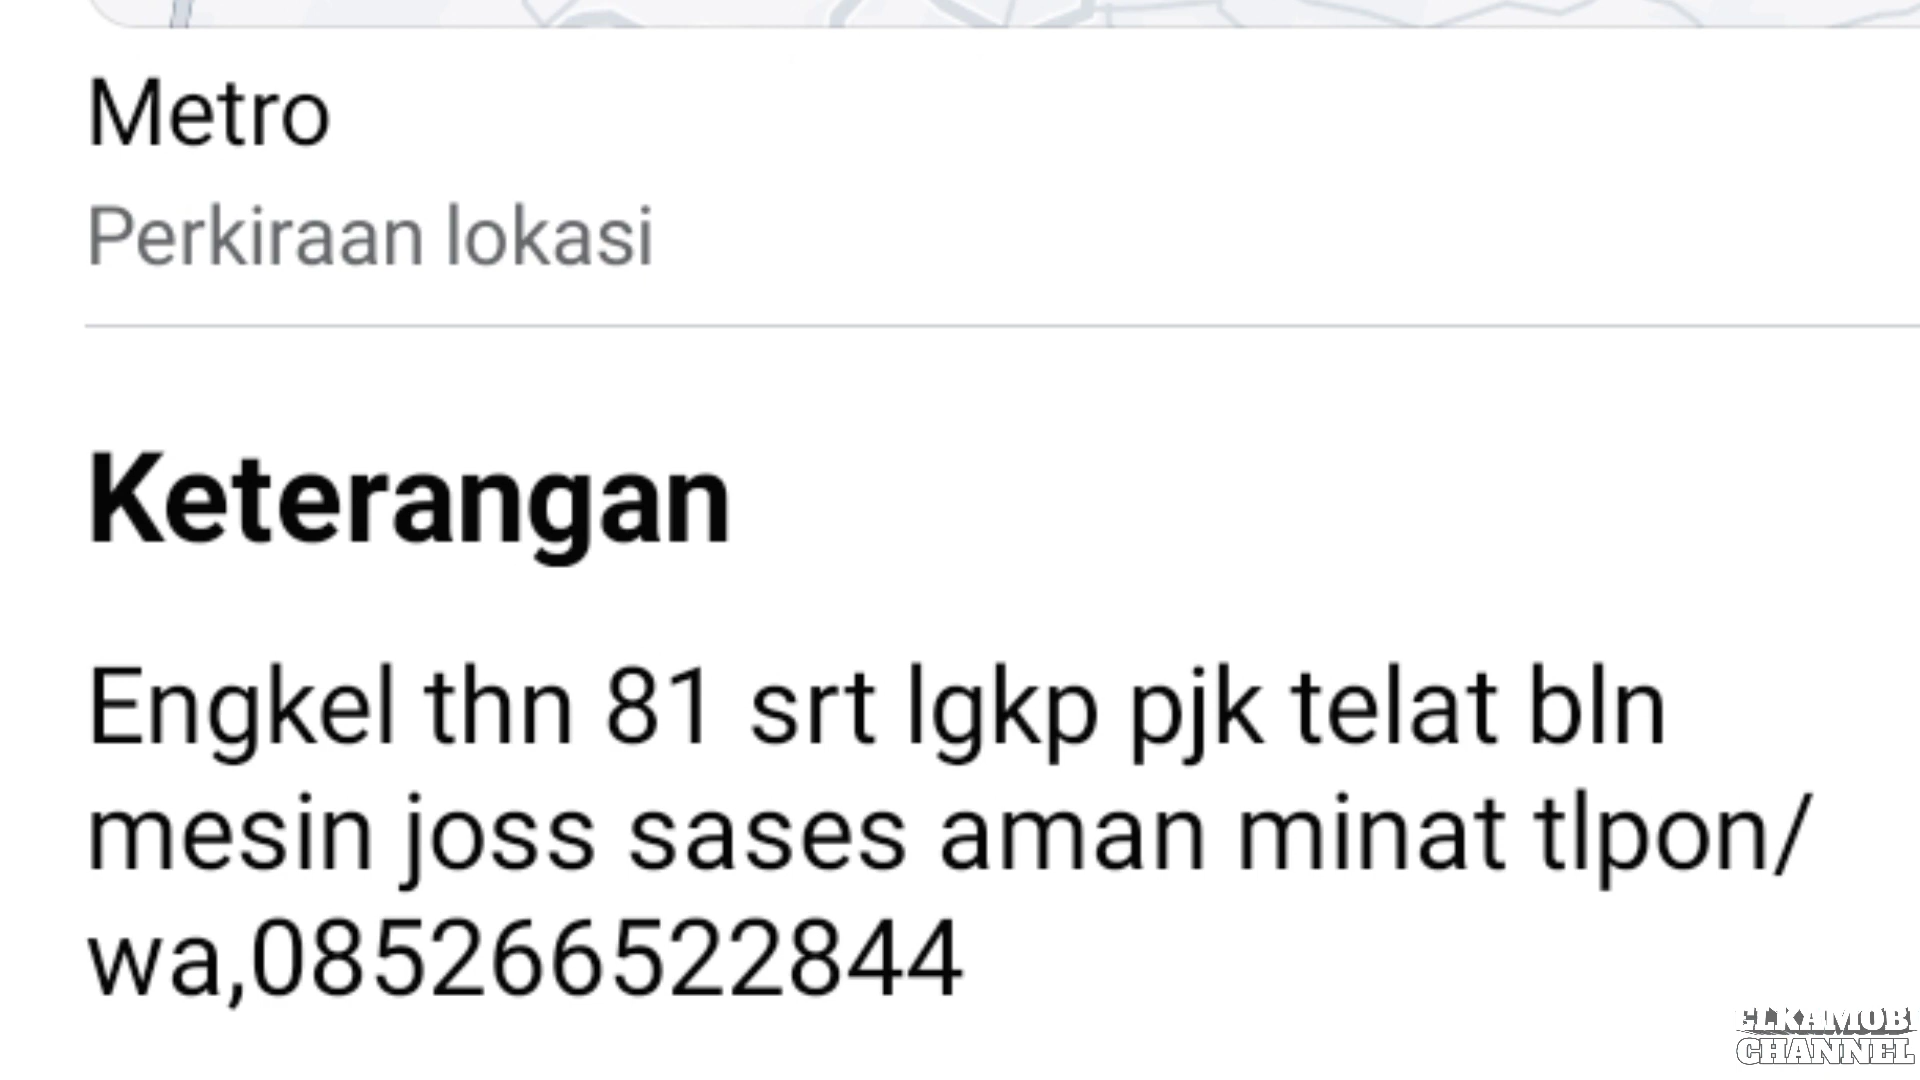 Metro
Perkiraan lokasi
Keterangan
Engkel thn 81 srt lgkp pjk telat bln
mesin joss sases aman minat tlpon/
wa,085266522844
ELKAMOBI
CHANNEL